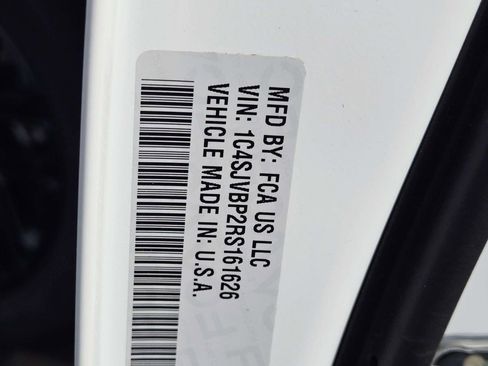 MFD BY: FCA US LLC
VIN: 1C4SJVBP2RS161626
VEHICLE MADE IN: U.S.A.